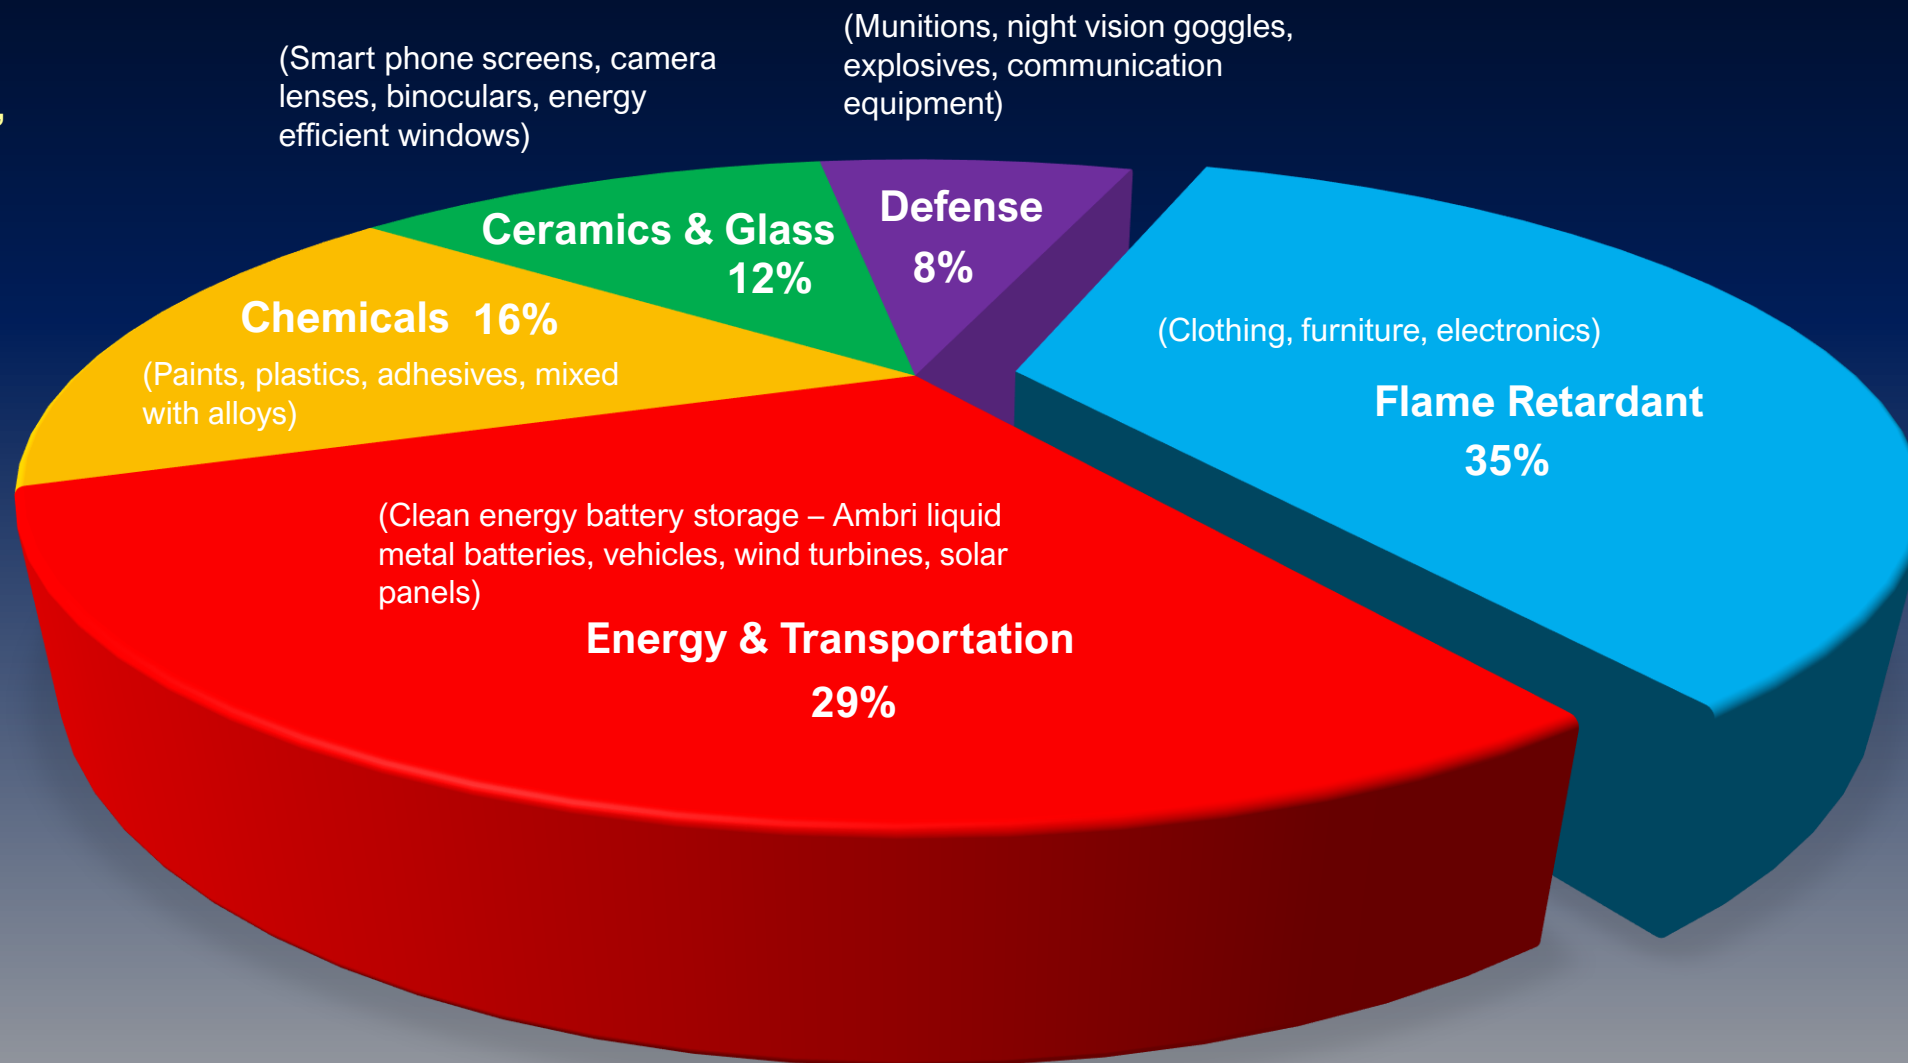 (Smart phone screens, camera
lenses, binoculars, energy
efficient windows)
(Munitions, night vision goggles,
explosives, communication
equipment)
Ceramics & Glass
12%
Defense
8%
Chemicals 16%
(Paints, plastics, adhesives, mixed
with alloys)
(Clothing, furniture, electronics)
Flame Retardant
35%
(Clean energy battery storage – Ambri liquid
metal batteries, vehicles, wind turbines, solar
panels)
Energy & Transportation
29%